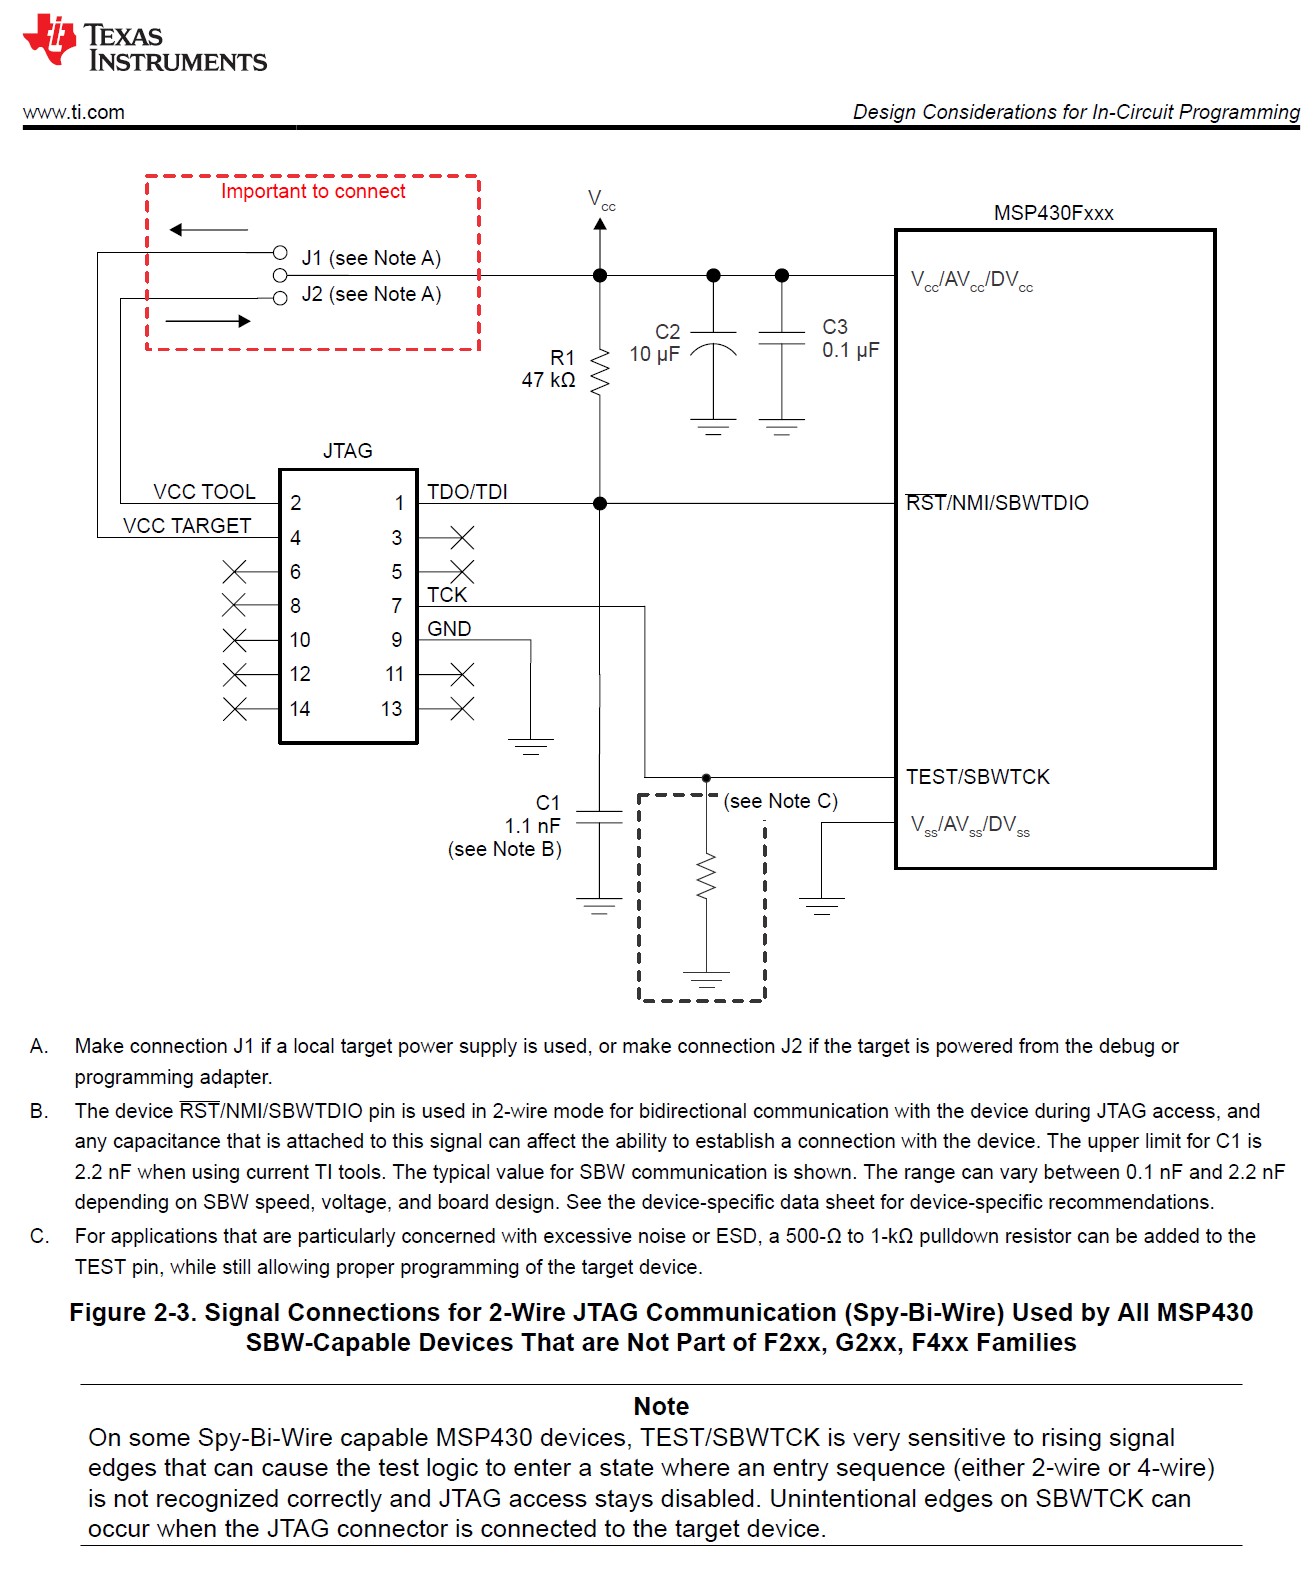 TEXAS
INSTRUMENTS
www.ti.com
Design Considerations for In-Circuit Programming
Important to connect
J1 (see Note A)
J2 (see Note A)
Vcc
MSP430Fxxx
Vcc/AVcc/DVcc
C2
10 µF
C3
0.1 µF
R1
47 kΩ
JTAG
VCC TOOL
2
1
TDO/TDI
RST/NMI/SBWTDIO
VCC TARGET
4
3
6
5
TCK
8
7
GND
10
9
12
11
14
13
TEST/SBWTCK
C1
1.1 nF
(see Note B)
(see Note C)
Vss/AVss/DVss
A. Make connection J1 if a local target power supply is used, or make connection J2 if the target is powered from the debug or
programming adapter.
B. The device RST/NMI/SBWTDIO pin is used in 2-wire mode for bidirectional communication with the device during JTAG access, and
any capacitance that is attached to this signal can affect the ability to establish a connection with the device. The upper limit for C1 is
2.2 nF when using current TI tools. The typical value for SBW communication is shown. The range can vary between 0.1 nF and 2.2 nF
depending on SBW speed, voltage, and board design. See the device-specific data sheet for device-specific recommendations.
C. For applications that are particularly concerned with excessive noise or ESD, a 500-Ω to 1-kΩ pulldown resistor can be added to the
TEST pin, while still allowing proper programming of the target device.
Figure 2-3. Signal Connections for 2-Wire JTAG Communication (Spy-Bi-Wire) Used by All MSP430
SBW-Capable Devices That are Not Part of F2xx, G2xx, F4xx Families
Note
On some Spy-Bi-Wire capable MSP430 devices, TEST/SBWTCK is very sensitive to rising signal
edges that can cause the test logic to enter a state where an entry sequence (either 2-wire or 4-wire)
is not recognized correctly and JTAG access stays disabled. Unintentional edges on SBWTCK can
occur when the JTAG connector is connected to the target device.